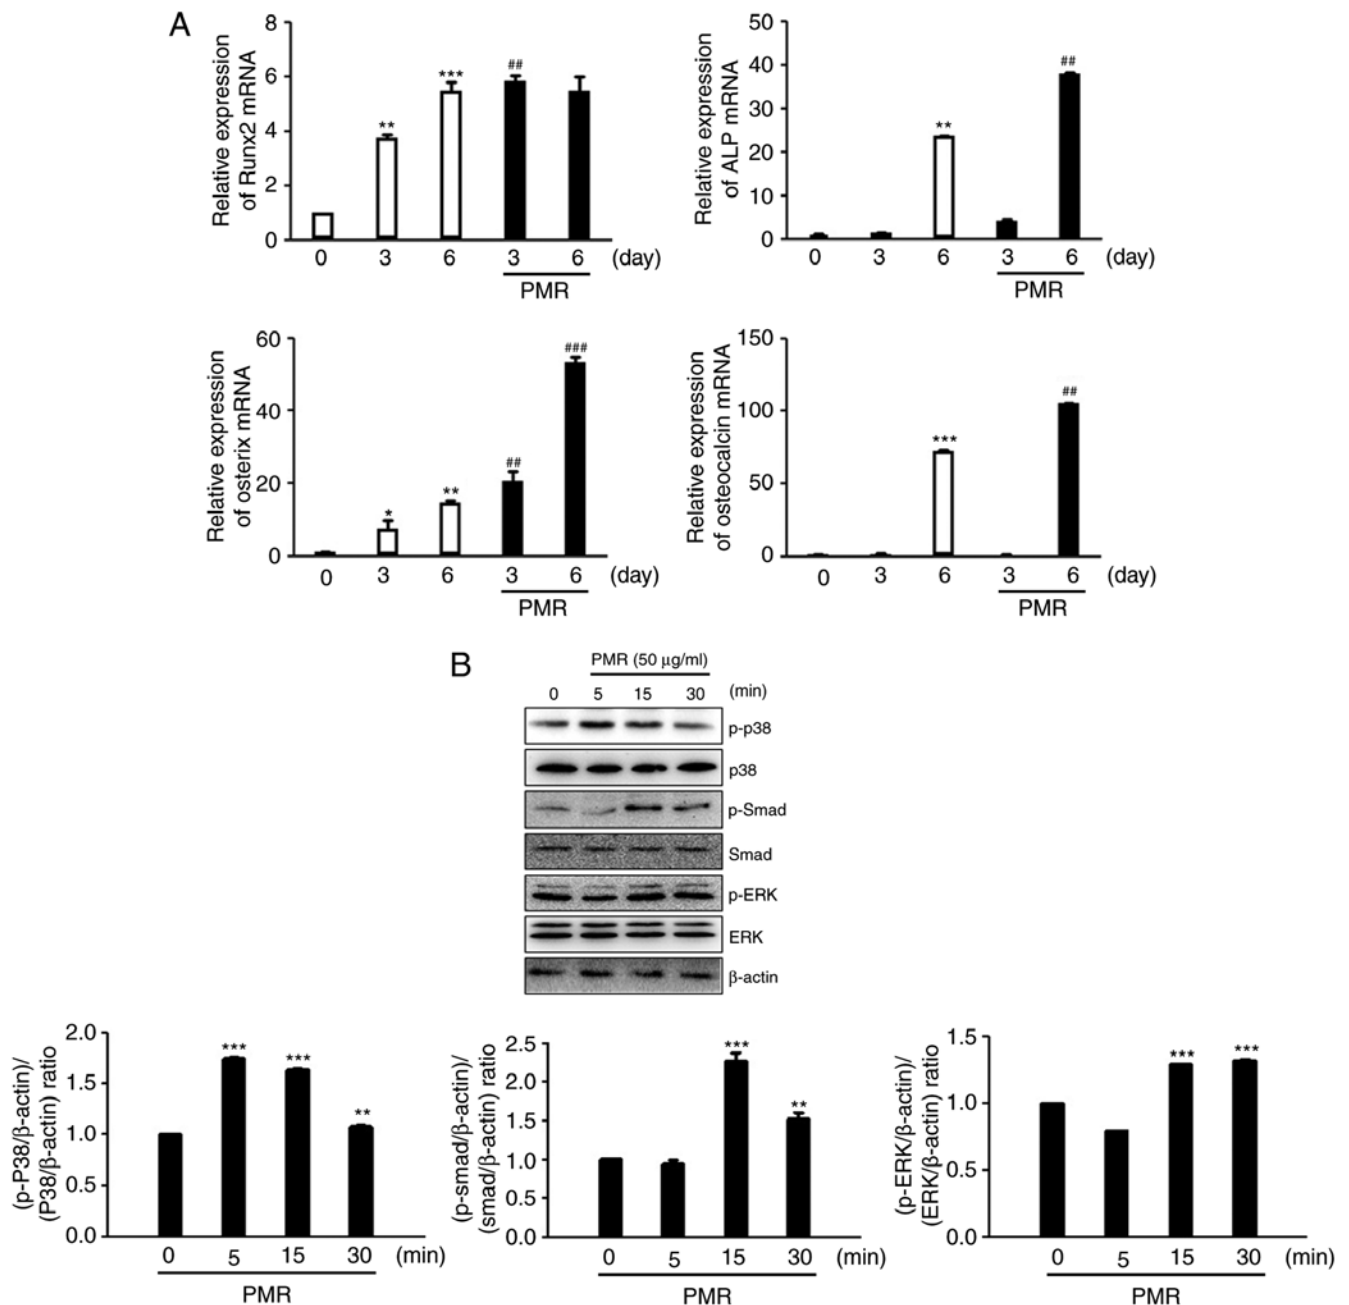 A
Relative expression
of Runx2 mRNA
8
6
4
2
0
**
***
##
0 3 6 3 6 (day)
PMR
Relative expression
of ALP mRNA
50
40
30
20
10
0
**
##
0 3 6 3 6 (day)
PMR
Relative expression
of osterix mRNA
60
40
20
0
*
**
##
###
0 3 6 3 6 (day)
PMR
Relative expression
of osteocalcin mRNA
150
100
50
0
***
##
0 3 6 3 6 (day)
PMR
B
PMR (50 μg/ml)
0 5 15 30 (min)
p-p38
p38
p-Smad
Smad
p-ERK
ERK
β-actin
(p-P38/β-actin)/
(P38/β-actin) ratio
2.0
1.5
1.0
0.5
0.0
***
***
**
0 5 15 30 (min)
PMR
(p-smad/β-actin)/
(smad/β-actin) ratio
2.5
2.0
1.5
1.0
0.5
0.0
***
**
0 5 15 30 (min)
PMR
(p-ERK/β-actin)/
(ERK/β-actin) ratio
1.5
1.0
0.5
0.0
***
***
0 5 15 30 (min)
PMR